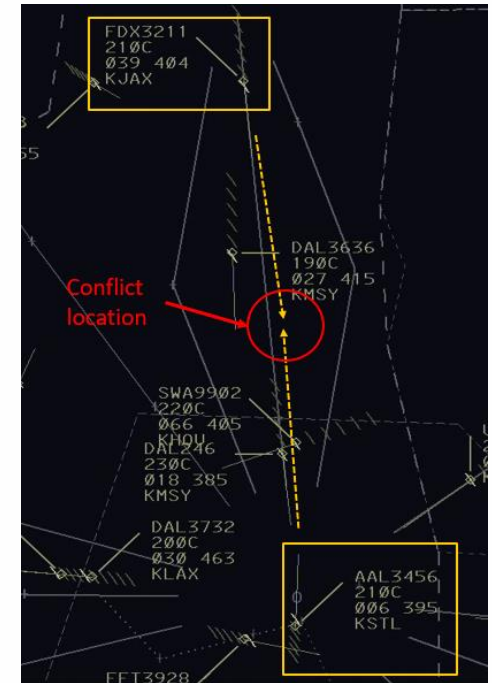 FDX3211
210C
039 404
KJAX
55
DAL3636
190C
027 415
KMSY
Conflict
location
SWA9902
220C
066 405
KHOU
DAL246
230C
018 385
KMSY
DAL3732
200C
030 463
KLAX
AAL3456
210C
006 395
KSTL
FFT3928